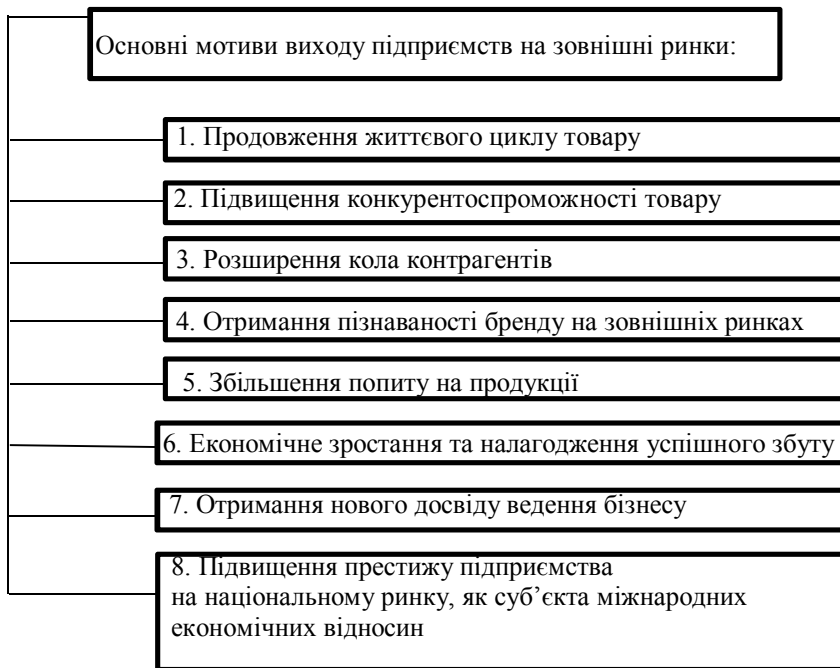 Основні мотиви виходу підприємств на зовнішні ринки:
1. Продовження життєвого циклу товару
2. Підвищення конкурентоспроможності товару
3. Розширення кола контрагентів
4. Отримання пізнаваності бренду на зовнішніх ринках
5. Збільшення попиту на продукції
6. Економічне зростання та налагодження успішного збуту
7. Отримання нового досвіду ведення бізнесу
8. Підвищення престижу підприємства
на національному ринку, як суб’єкта міжнародних
економічних відносин